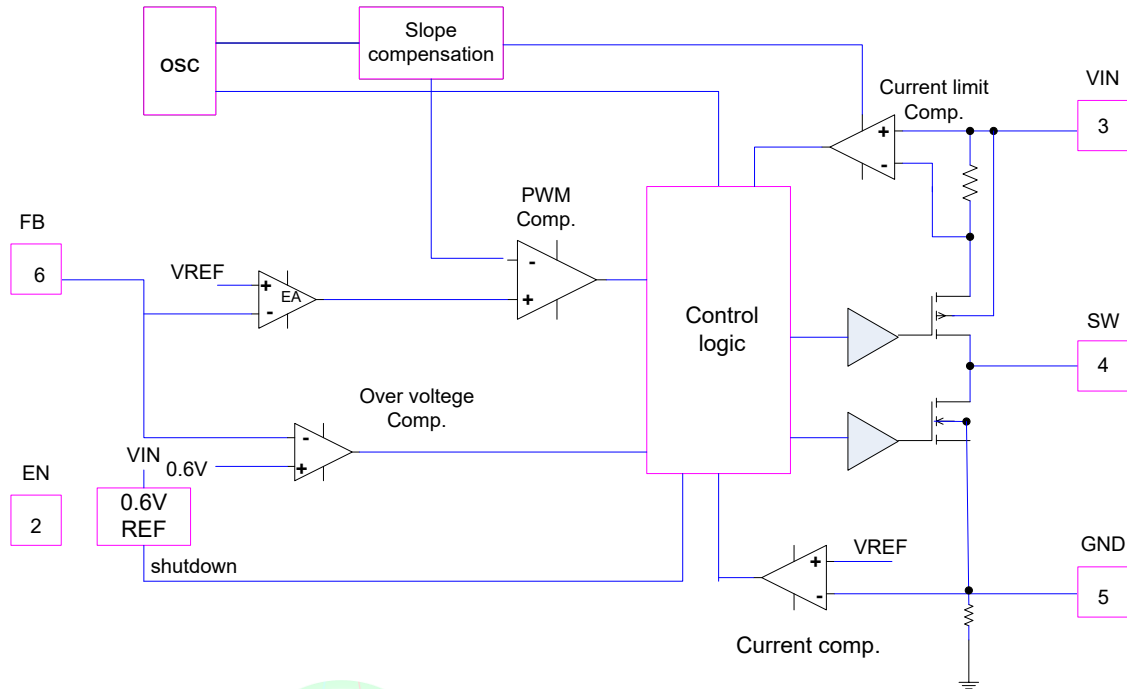 OSC
Slope
compensation
Current limit
Comp.
VIN
3
+
-
PWM
Comp.
FB
6
VREF
+
-
EA
-
+
Control
logic
SW
4
Over voltege
Comp.
-
+
VIN
0.6V
EN
2
0.6V
REF
shutdown
VREF
+
-
GND
5
Current comp.